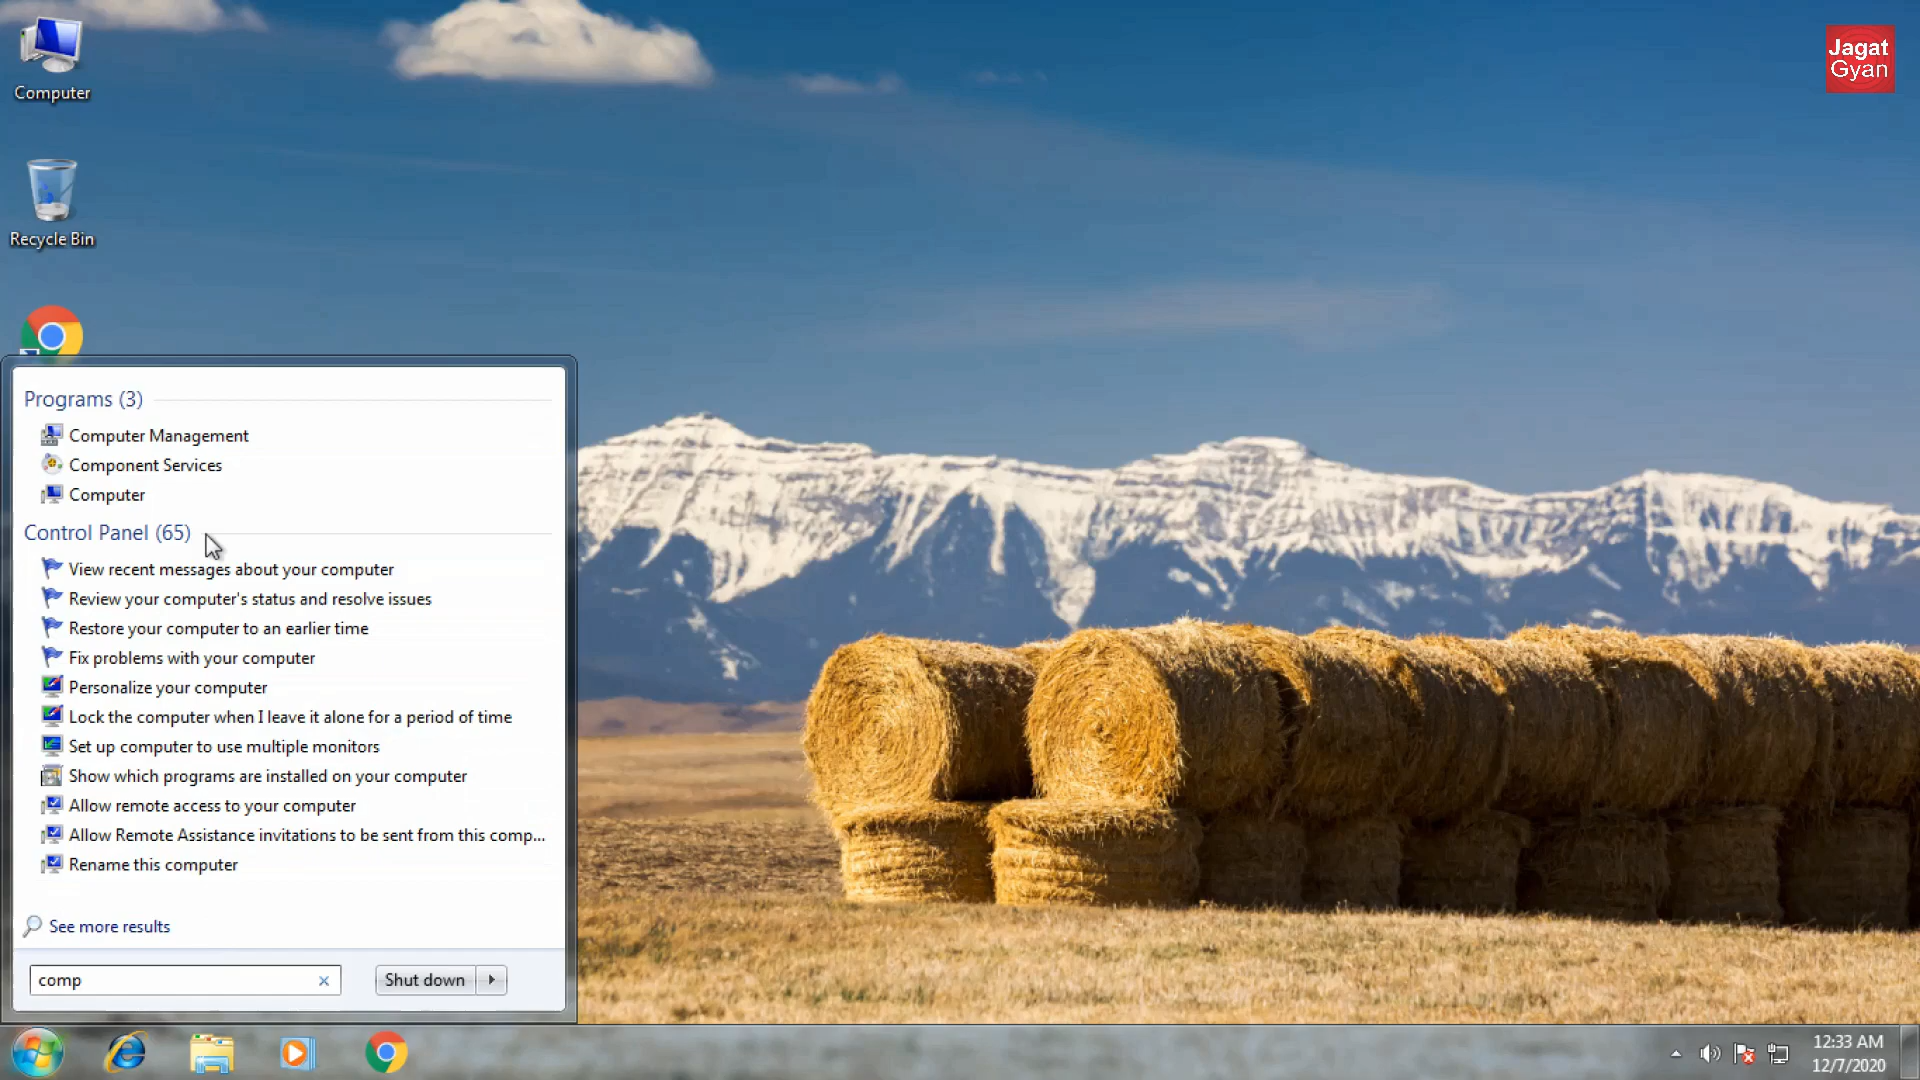 Computer
Jagat
Gyan
Recycle Bin
Programs (3)
Computer Management
Component Services
Computer
Control Panel (65)
View recent messages about your computer
Review your computer's status and resolve issues
Restore your computer to an earlier time
Fix problems with your computer
Personalize your computer
Lock the computer when I leave it alone for a period of time
Set up computer to use multiple monitors
Show which programs are installed on your computer
Allow remote access to your computer
Allow Remote Assistance invitations to be sent from this comp...
Rename this computer
See more results
comp
Shut down
12:33 AM
12/7/2020